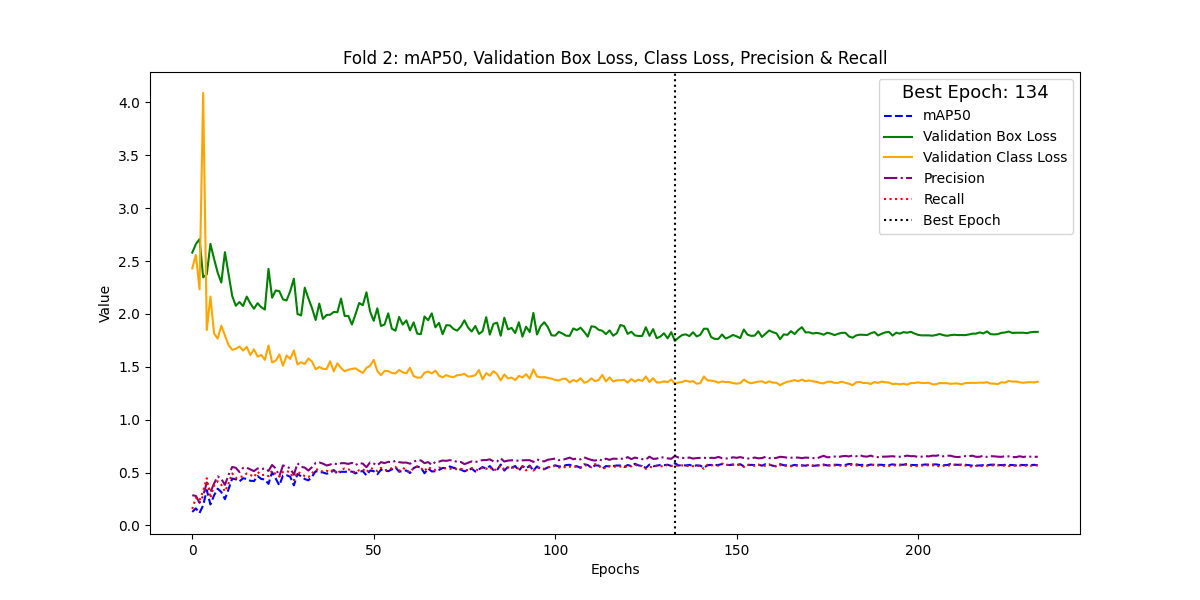 Fold 2: mAP50, Validation Box Loss, Class Loss, Precision & Recall
Best Epoch: 134
mAP50
Validation Box Loss
Validation Class Loss
Precision
Recall
Best Epoch
Value
4.0
3.5
3.0
2.5
2.0
1.5
1.0
0.5
0.0
0 50 100 150 200
Epochs